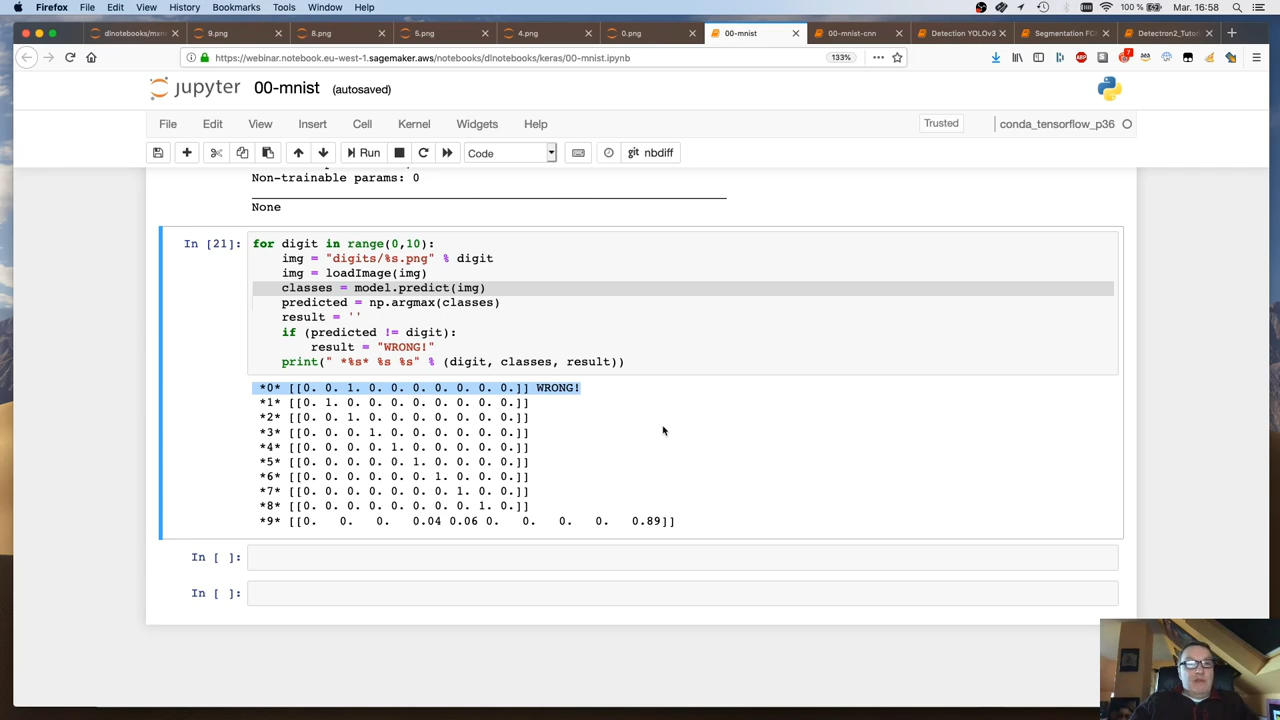 Firefox File Edit View History Bookmarks Tools Window Help 100 % Mar. 16:58
dlnotebooks/mxn 9.png 8.png 5.png 4.png 0.png 00-mnist 00-mnist-cnn Detection YOLOv3 Segmentation FC Detectron2_Tutori
https://webinar.notebook.eu-west-1.sagemaker.aws/notebooks/dlnotebooks/keras/00-mnist.ipynb 133%
jupyter 00-mnist (autosaved)
File Edit View Insert Cell Kernel Widgets Help Trusted conda_tensorflow_p36
Run Code git nbdiff
Non-trainable params: 0
None
In [21]: for digit in range(0,10):
img = "digits/%s.png" % digit
img = loadImage(img)
classes = model.predict(img)
predicted = np.argmax(classes)
result = ''
if (predicted != digit):
result = "WRONG!"
print(" *%s* %s %s" % (digit, classes, result))
*0* [[0. 0. 1. 0. 0. 0. 0. 0. 0. 0.]] WRONG!
*1* [[0. 1. 0. 0. 0. 0. 0. 0. 0. 0.]]
*2* [[0. 0. 1. 0. 0. 0. 0. 0. 0. 0.]]
*3* [[0. 0. 0. 1. 0. 0. 0. 0. 0. 0.]]
*4* [[0. 0. 0. 0. 1. 0. 0. 0. 0. 0.]]
*5* [[0. 0. 0. 0. 0. 1. 0. 0. 0. 0.]]
*6* [[0. 0. 0. 0. 0. 0. 1. 0. 0. 0.]]
*7* [[0. 0. 0. 0. 0. 0. 0. 1. 0. 0.]]
*8* [[0. 0. 0. 0. 0. 0. 0. 0. 1. 0.]]
*9* [[0. 0. 0. 0.04 0.06 0. 0. 0. 0. 0.89]]
In [ ]:
In [ ]: